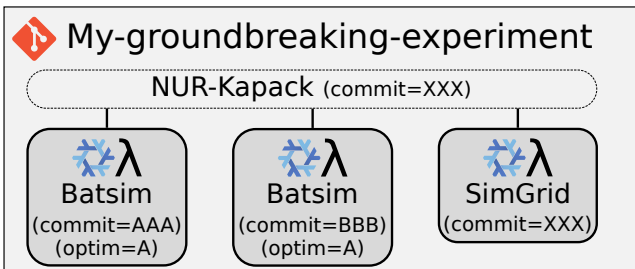 My-groundbreaking-experiment
NUR-Kapack (commit=XXX)
λ
Batsim
(commit=AAA)
(optim=A)
λ
Batsim
(commit=BBB)
(optim=A)
λ
SimGrid
(commit=XXX)